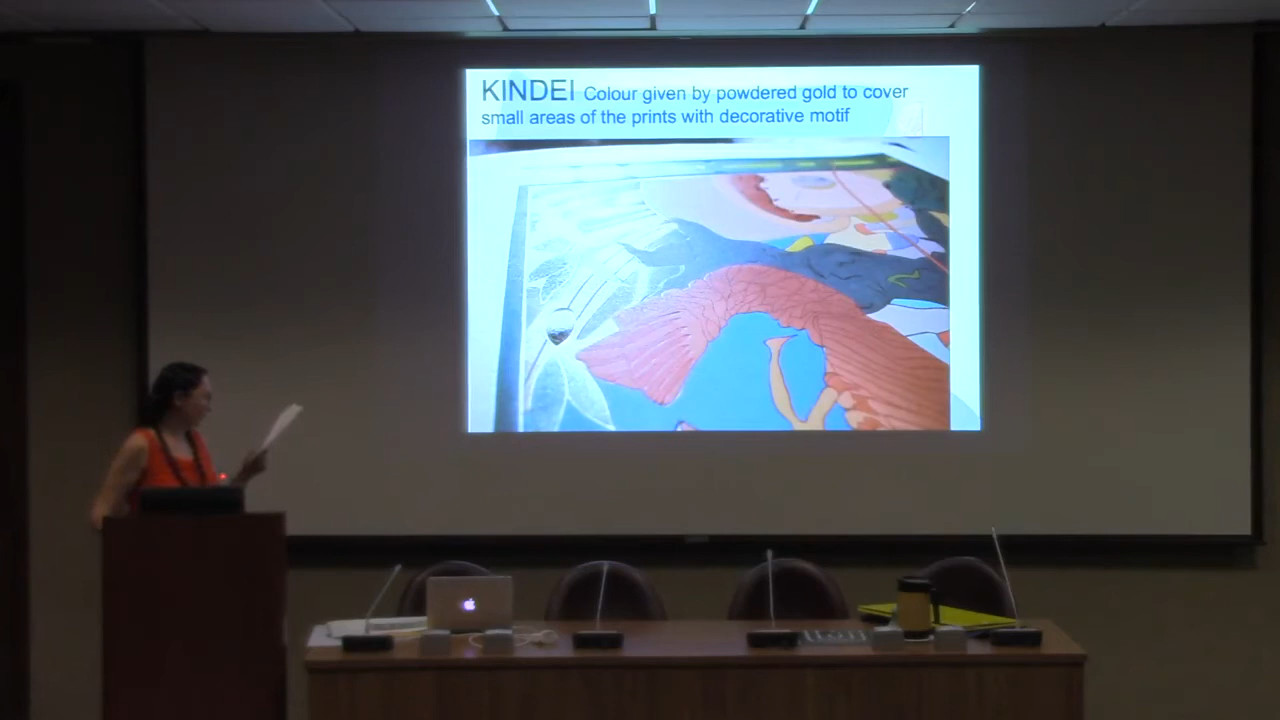 KINDEI Colour given by powdered gold to cover
small areas of the prints with decorative motif